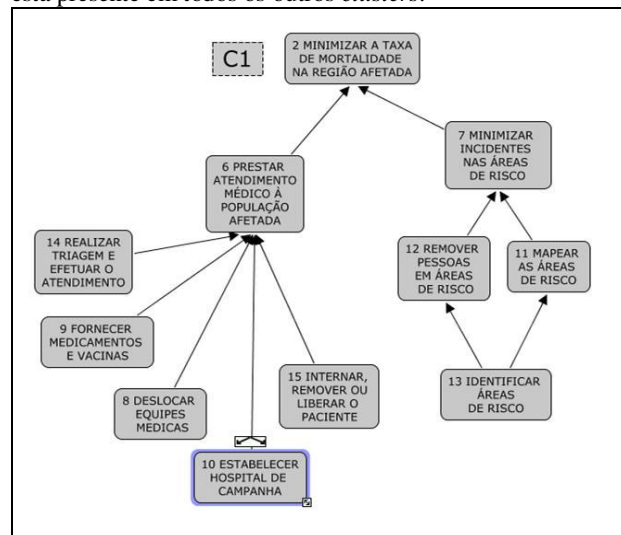 está presente em todos os outros clusters.
C1
2 MINIMIZAR A TAXA
DE MORTALIDADE
NA REGIÃO AFETADA
7 MINIMIZAR
INCIDENTES
NAS ÁREAS
DE RISCO
6 PRESTAR
ATENDIMENTO
MÉDICO À
POPULAÇÃO
AFETADA
14 REALIZAR
TRIAGEM E
EFETUAR O
ATENDIMENTO
12 REMOVER
PESSOAS
EM ÁREAS
DE RISCO
11 MAPEAR
AS ÁREAS
DE RISCO
9 FORNECER
MEDICAMENTOS
E VACINAS
15 INTERNAR,
REMOVER OU
LIBERAR O
PACIENTE
13 IDENTIFICAR
ÁREAS
DE RISCO
8 DESLOCAR
EQUIPES
MEDICAS
10 ESTABELECER
HOSPITAL DE
CAMPANHA